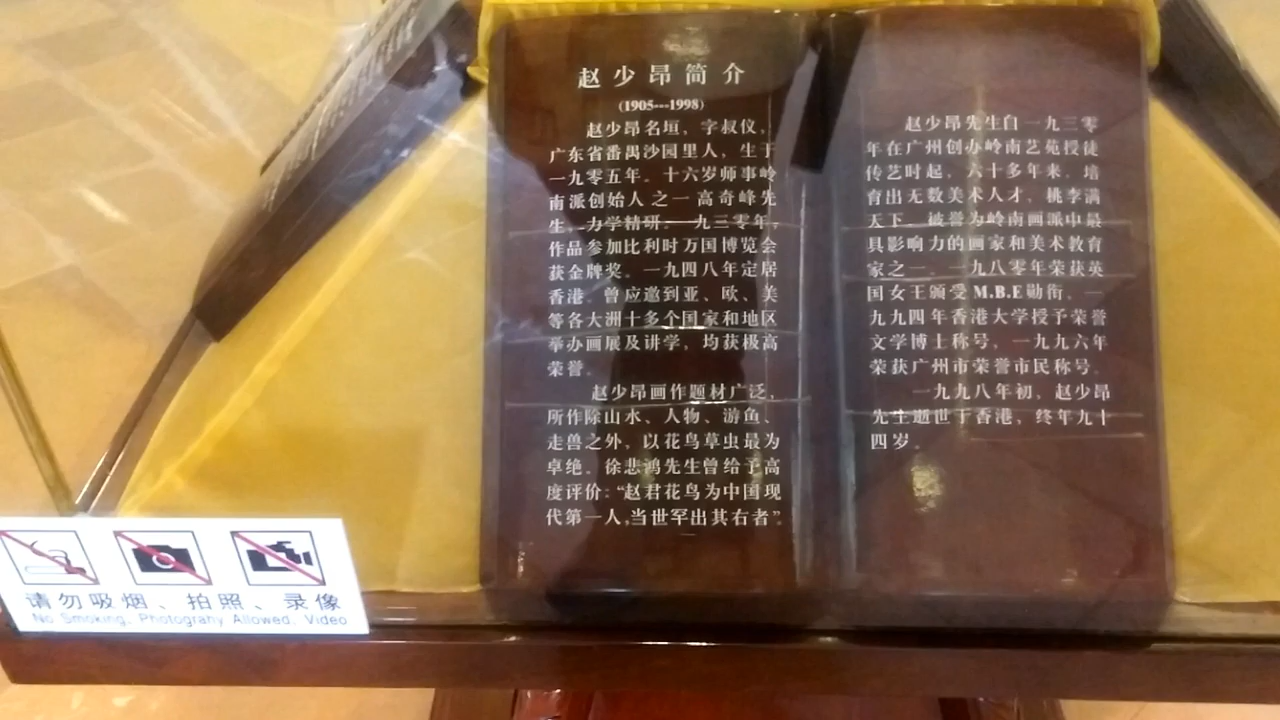 赵少昂简介
(1905---1998)
赵少昂名垣，字叔仪，
广东省番禺沙园里人，生于
一九零五年。十六岁师事岭
南派创始人之一高奇峰先
生，力学精研。一九三零年，
作品参加比利时万国博览会
获金牌奖。一九四八年定居
香港。曾应邀到亚、欧、美
等各大洲十多个国家和地区
举办画展及讲学，均获极高
荣誉。
赵少昂画作题材广泛，
所作除山水、人物、游鱼、
走兽之外，以花鸟草虫最为
卓绝。徐悲鸿先生曾给予高
度评价：“赵君花鸟为中国现
代第一人,当世罕出其右者”。
赵少昂先生自一九三零
年在广州创办岭南艺苑授徒
传艺时起，六十多年来，培
育出无数美术人才，桃李满
天下，被誉为岭南画派中最
具影响力的画家和美术教育
家之一。一九八零年荣获英
国女王颁受M.B.E勋衔，一
九九四年香港大学授予荣誉
文学博士称号，一九九六年
荣获广州市荣誉市民称号。
一九九八年初，赵少昂
先生逝世于香港，终年九十
四岁。
请勿吸烟、拍照、录像
No Smoking, Photograhy Allowed, Video